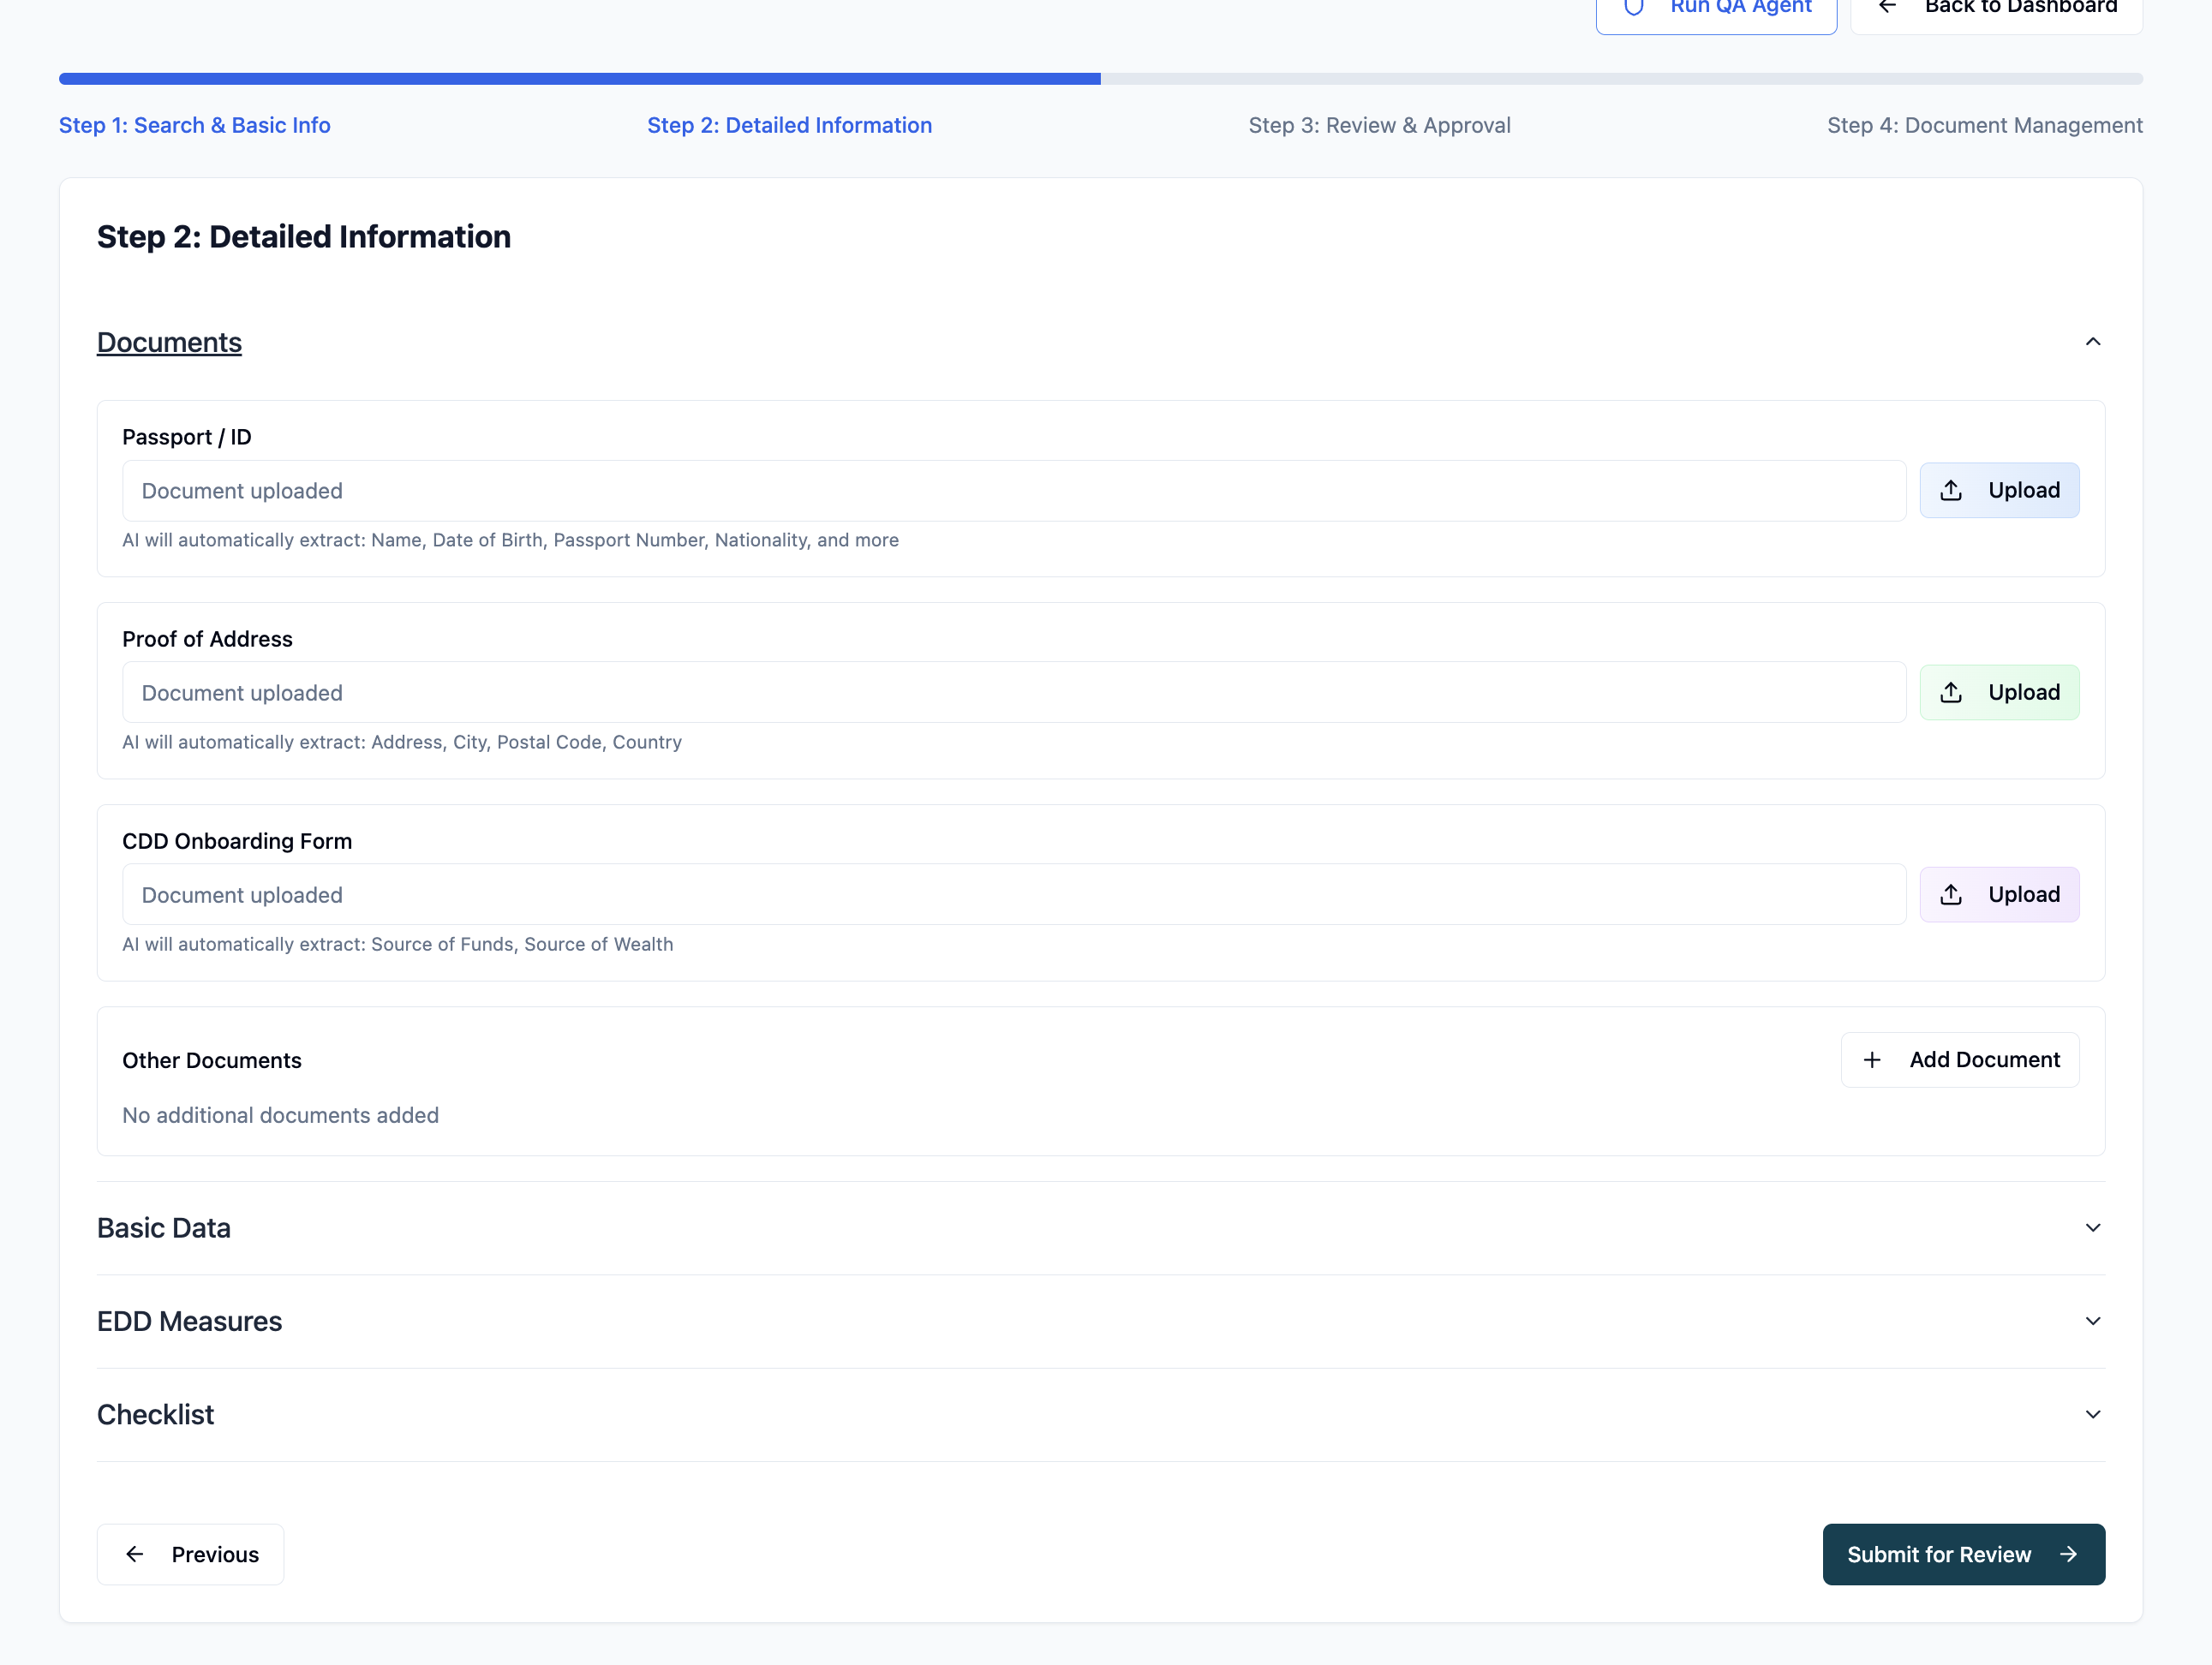 Run QA Agent
Back to Dashboard
Step 1: Search & Basic Info
Step 2: Detailed Information
Step 3: Review & Approval
Step 4: Document Management
Step 2: Detailed Information
Documents
Passport / ID
Document uploaded
Upload
AI will automatically extract: Name, Date of Birth, Passport Number, Nationality, and more
Proof of Address
Document uploaded
Upload
AI will automatically extract: Address, City, Postal Code, Country
CDD Onboarding Form
Document uploaded
Upload
AI will automatically extract: Source of Funds, Source of Wealth
Other Documents
Add Document
No additional documents added
Basic Data
EDD Measures
Checklist
Previous
Submit for Review